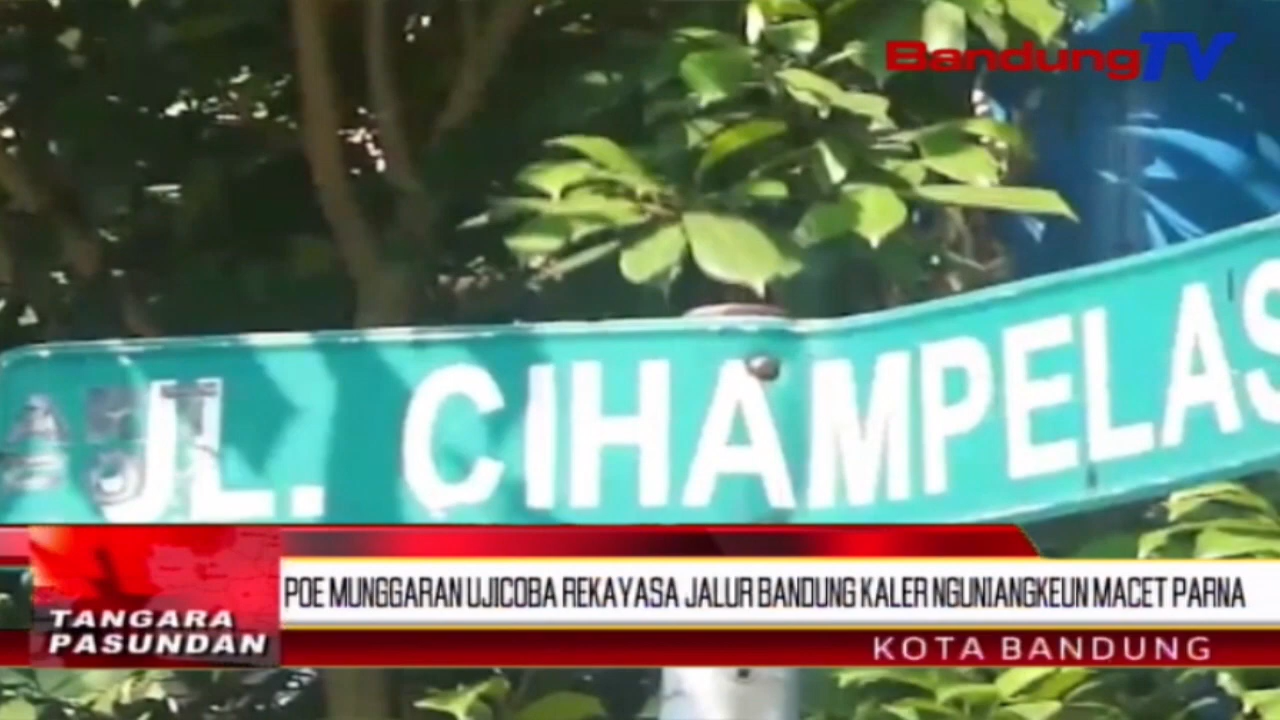 BandungTV
JL. CIHAMPELAS
POE MUNGGARAN UJICOBA REKAYASA JALUR BANDUNG KALER NGUNIANGKEUN MACET PARNA
TANGARA
PASUNDAN
KOTA BANDUNG